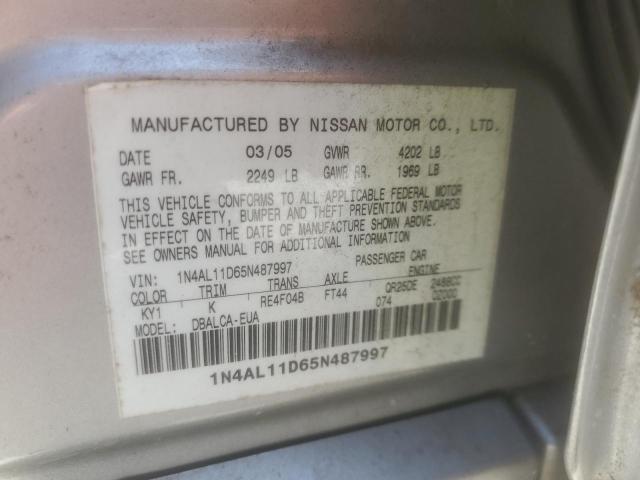 MANUFACTURED BY NISSAN MOTOR CO., LTD.
DATE 03/05 GVWR 4202 LB
GAWR FR. 2249 LB GAWR RR. 1969 LB
THIS VEHICLE CONFORMS TO ALL APPLICABLE FEDERAL MOTOR
VEHICLE SAFETY, BUMPER AND THEFT PREVENTION STANDARDS
IN EFFECT ON THE DATE OF MANUFACTURE SHOWN ABOVE.
SEE OWNERS MANUAL FOR ADDITIONAL INFORMATION
VIN: 1N4AL11D65N487997 PASSENGER CAR
COLOR TRIM TRANS AXLE ENGINE
KY1 K RE4F04B FT44 QR25DE 2488CC
MODEL: DBALCA-EUA 074 0Z000
1N4AL11D65N487997